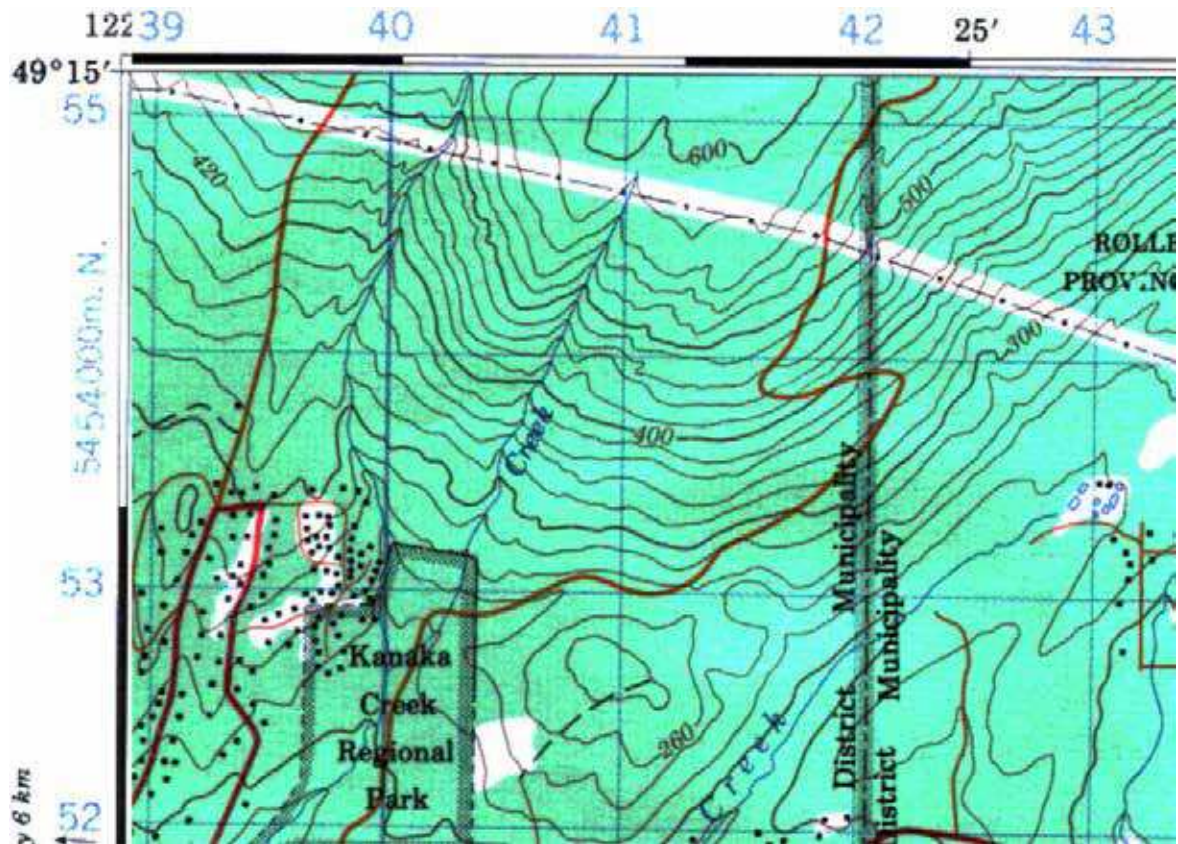 122 39 40 41 42 25' 43
49°15'
55
600
420
500
ROLLE
PROV. NO
300
5454000m. N.
400
Creek
Municipality
Municipality
53
Kanaka
Creek
Regional
Park
260
Creek
District
District
y 6 km
52